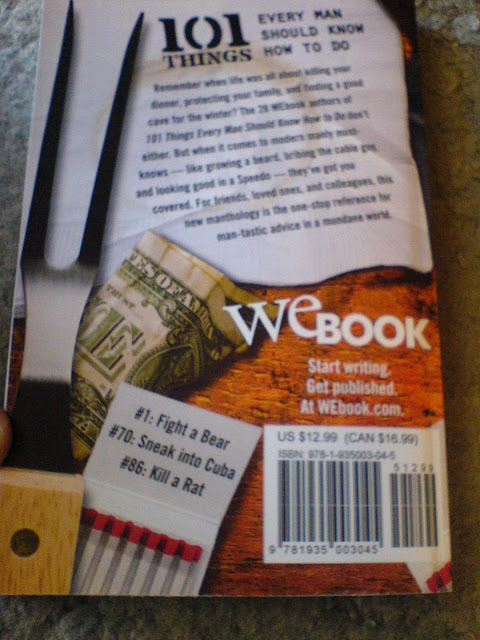 101
THINGS
EVERY MAN
SHOULD KNOW
HOW TO DO
Remember when life was all about killing your
dinner, protecting your family, and finding a good
cave for the winter? The 28 WEbook authors of
101 Things Every Man Should Know How to Do don't
either. But when it comes to modern manly must-
knows — like growing a beard, bribing the cable guy,
and looking good in a Speedo — they've got you
covered. For friends, loved ones, and colleagues, this
new manthology is the one-stop reference for
man-tastic advice in a mundane world.
weBOOK
Start writing.
Get published.
At WEbook.com.
#1: Fight a Bear
#70: Sneak into Cuba
#86: Kill a Rat
US $12.99 (CAN $16.99)
ISBN: 978-1-935003-04-5
51299
9 781935 003045